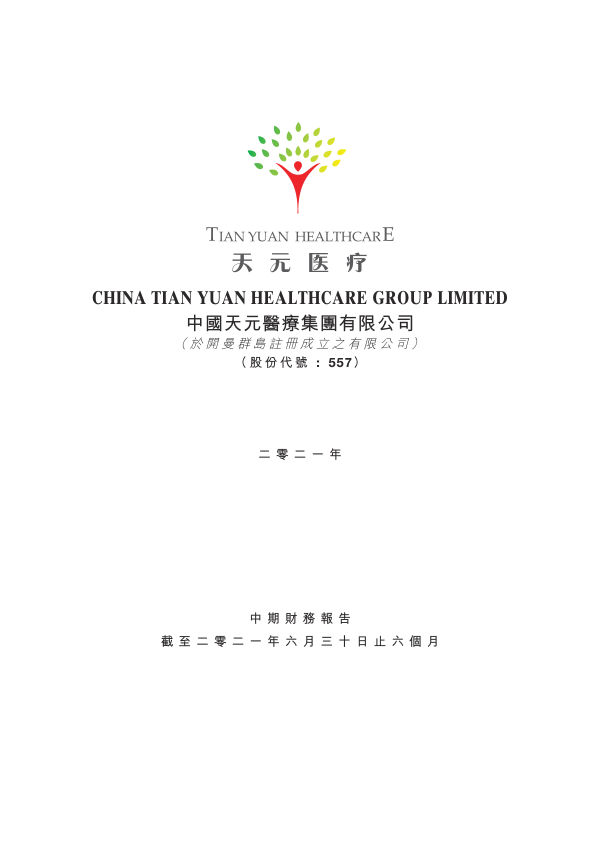 TIAN YUAN HEALTHCARE
天元医疗
CHINA TIAN YUAN HEALTHCARE GROUP LIMITED
中國天元醫療集團有限公司
（於開曼群島註冊成立之有限公司）
（股份代號：557）
二零二一年
中期財務報告
截至二零二一年六月三十日止六個月